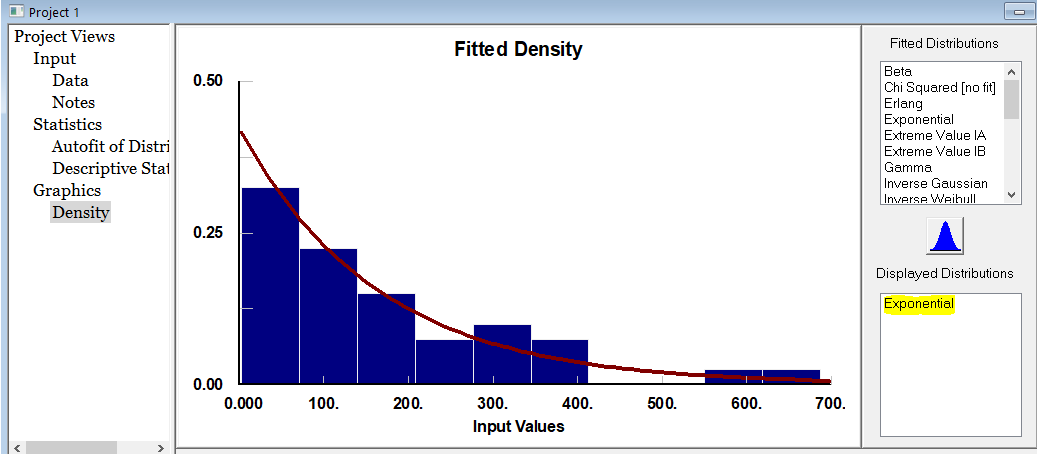 Project 1
Project Views
Input
Data
Notes
Statistics
Autofit of Distri
Descriptive Stat
Graphics
Density
Fitted Density
0.50
0.25
0.00
0.000 100. 200. 300. 400. 500. 600. 700.
Input Values
Fitted Distributions
Beta
Chi Squared [no fit]
Erlang
Exponential
Extreme Value IA
Extreme Value IB
Gamma
Inverse Gaussian
Inverse Weibull
Displayed Distributions
Exponential